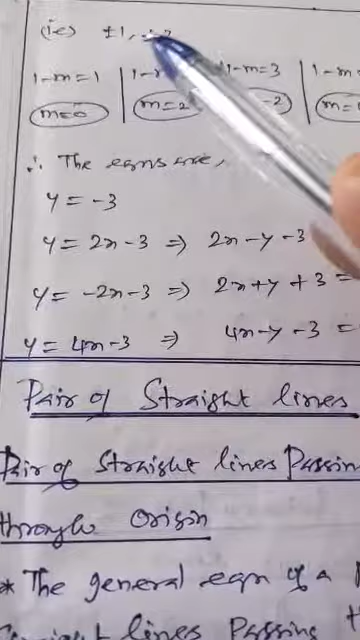 (ie) ±1,
1-m=1 | 1- | 1-m=3 | 1-m
m=0 m=2 -2 m=
∴ The eqns are,
y = -3
y = 2x-3 ⇒ 2x-y-3
y = -2x-3 ⇒ 2x+y+3 =
y = 4x-3 ⇒ 4x-y-3 =
Pair of Straight lines
Pair of Straight lines Passin
through Origin
* The general eqn of a
Straight lines Passing t